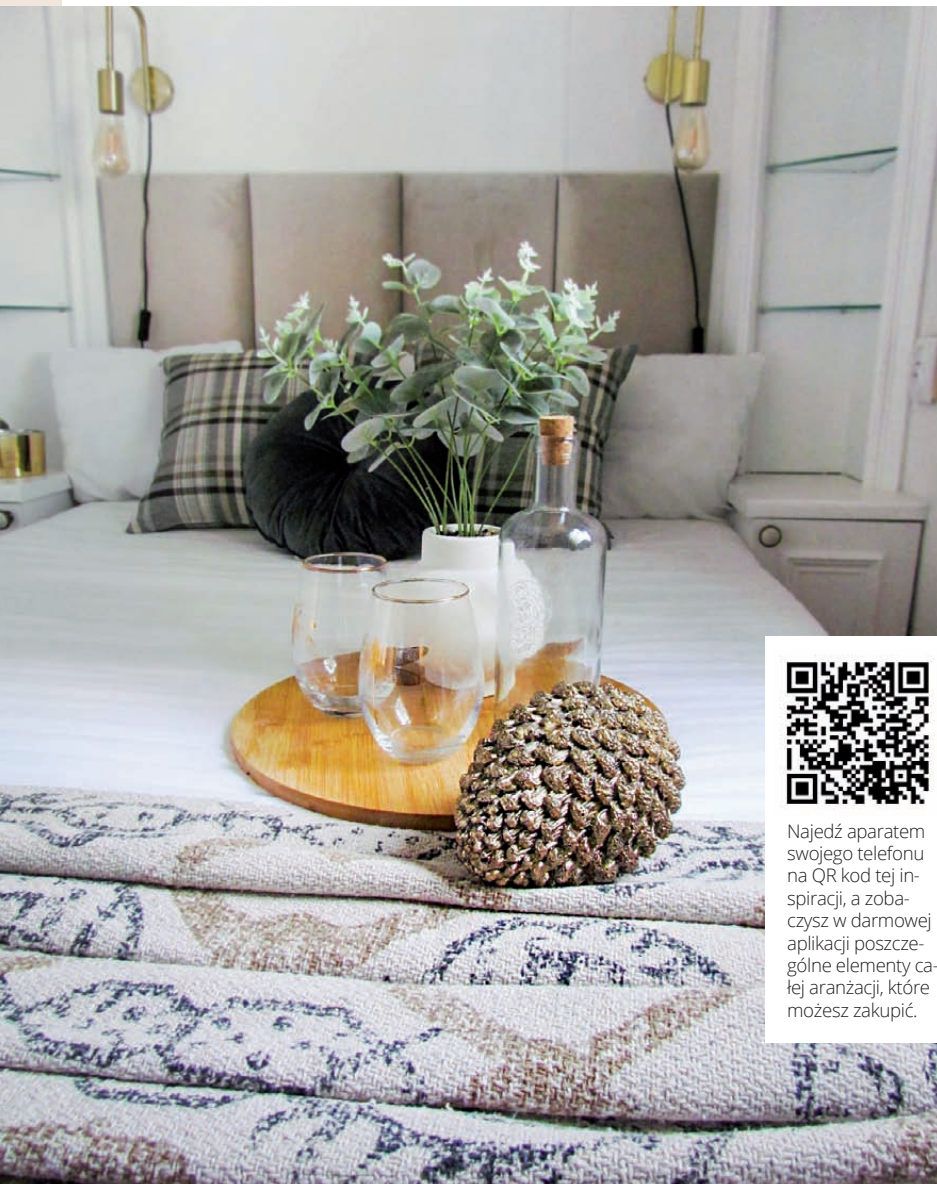 Najedź aparatem
swojego telefonu
na QR kod tej in-
spiracji, a zoba-
czysz w darmowej
aplikacji poszcze-
gólne elementy ca-
łej aranżacji, które
możesz zakupić.